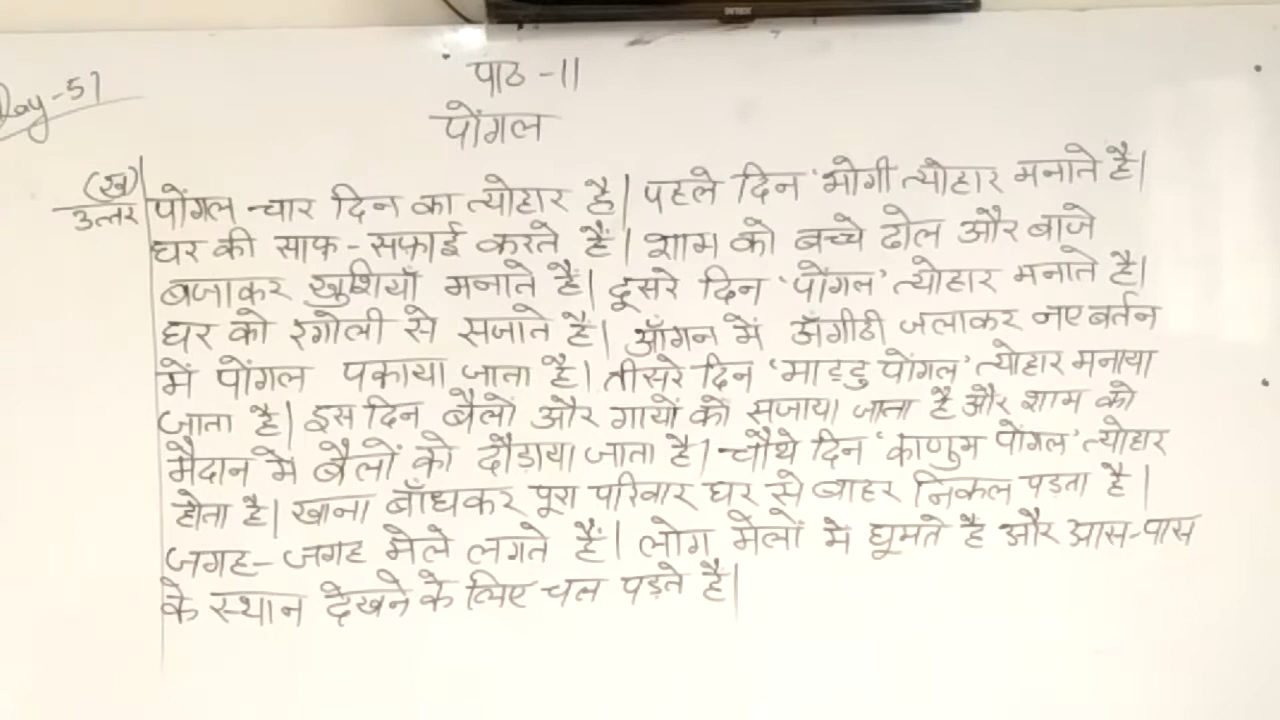 INTEX
Day-51
पाठ -11
पोंगल
(ख)
उत्तर पोंगल चार दिन का त्योहार है। पहले दिन 'भोगी त्योहार मनाते है।
घर की साफ-सफाई करते हैं। शाम को बच्चे ढोल और बाजे
बजाकर खुशियाँ मनाते हैं। दूसरे दिन 'पोंगल' त्योहार मनाते है।
घर को रंगोली से सजाते है। आँगन में अँगीठी जलाकर नए बर्तन
में पोंगल पकाया जाता है। तीसरे दिन 'माड्डु पोंगल' त्योहार मनाया
जाता है। इस दिन बैलों और गायों को सजाया जाता है और शाम को
मैदान में बैलों को दौड़ाया जाता है। चौथे दिन 'काणुम पोंगल' त्योहार
होता है। खाना बाँधकर पूरा परिवार घर से बाहर निकल पड़ता है।
जगह-जगह मेले लगते हैं। लोग मेलों में घूमते है और आस-पास
के स्थान देखने के लिए चल पड़ते है।